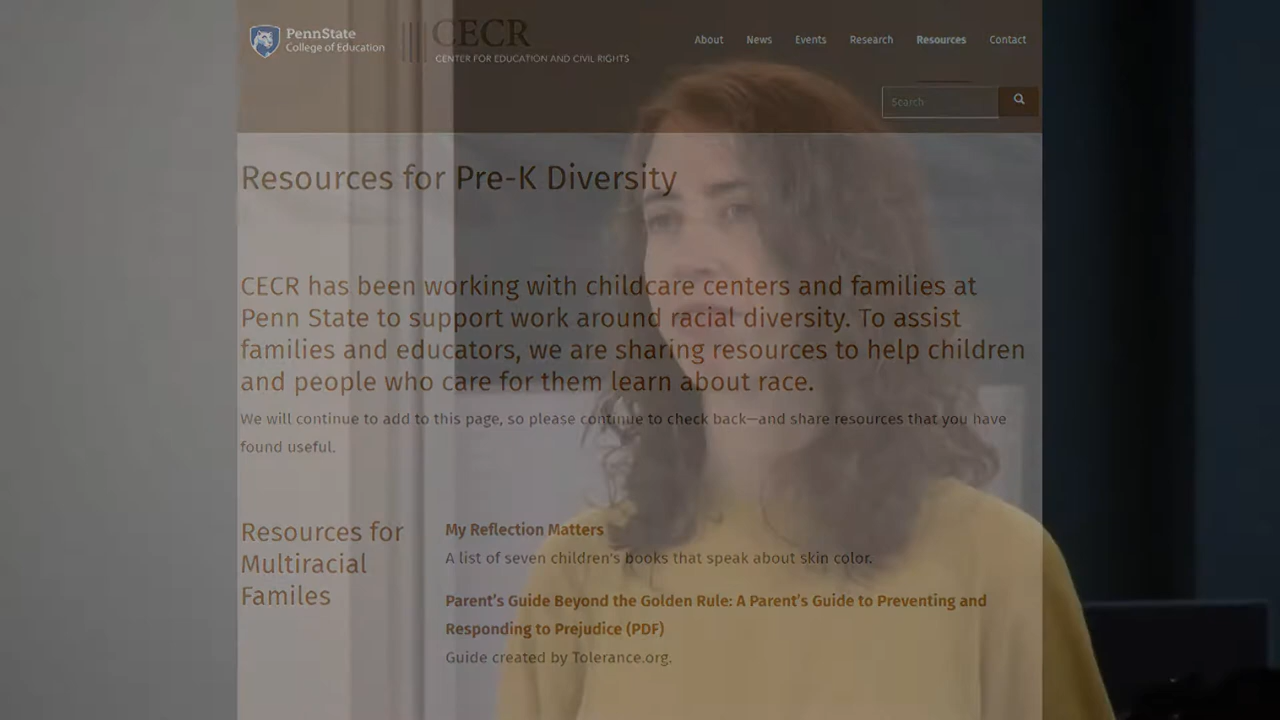 PennState
College of Education
CECR
CENTER FOR EDUCATION AND CIVIL RIGHTS
About News Events Research Resources Contact
Search
Resources for Pre-K Diversity
CECR has been working with childcare centers and families at
Penn State to support work around racial diversity. To assist
families and educators, we are sharing resources to help children
and people who care for them learn about race.
We will continue to add to this page, so please continue to check back—and share resources that you have
found useful.
Resources for
Multiracial
Familes
My Reflection Matters
A list of seven children's books that speak about skin color.
Parent's Guide Beyond the Golden Rule: A Parent's Guide to Preventing and
Responding to Prejudice (PDF)
Guide created by Tolerance.org.